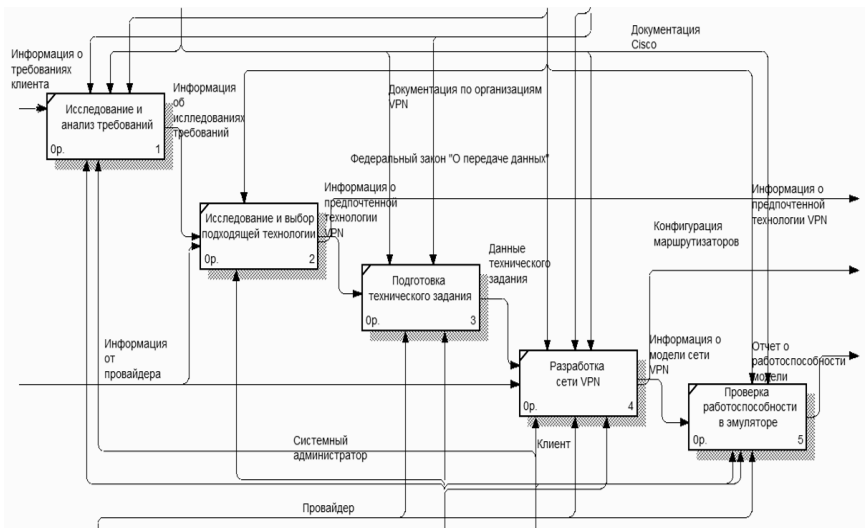 Документация
Cisco
Информация о
требованиях
клиента
Информация
об
исследованиях
требований
Исследование и
анализ требований
0р.
1
Документация по организациям
VPN
Федеральный закон "О передаче данных"
Информация о
предпочтенной
технологии
VPN
Информация о
предпочтенной
технологии VPN
Исследование и выбор
подходящей технологии
0р.
2
Конфигурация
маршрутизаторов
Данные
технического
задания
Подготовка
технического задания
0р.
3
Информация
от
провайдера
Информация о
модели сети
VPN
Отчет о
работоспособности
модели
Разработка
сети VPN
0р.
4
Проверка
работоспособности
в эмуляторе
0р.
5
Системный
администратор
Клиент
Провайдер